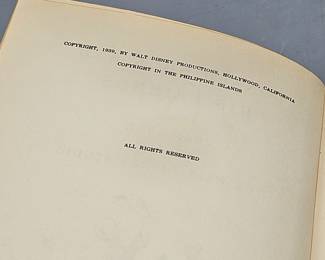 COPYRIGHT, 1939, BY WALT DISNEY PRODUCTIONS, HOLLYWOOD, CALIFORNIA
COPYRIGHT IN THE PHILIPPINE ISLANDS
ALL RIGHTS RESERVED